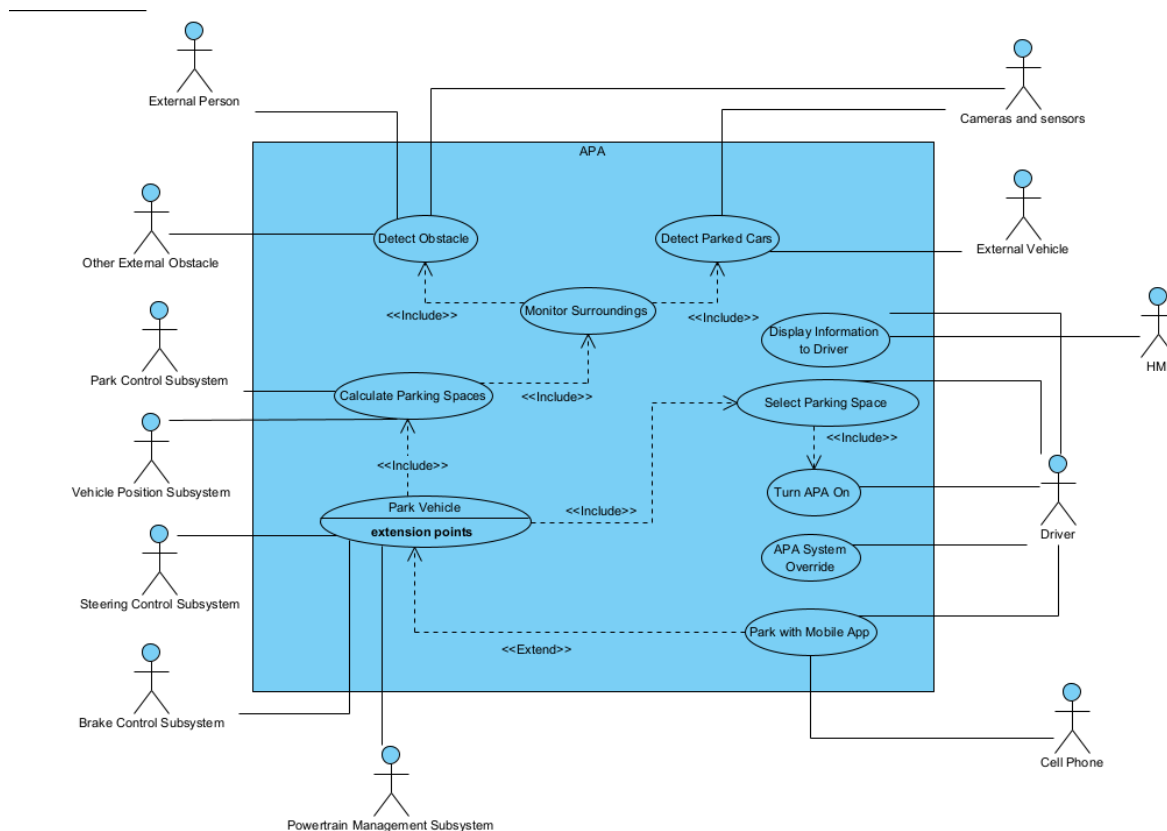 External Person
Cameras and sensors
APA
Detect Obstacle
Detect Parked Cars
Other External Obstacle
External Vehicle
<<Include>>
Monitor Surroundings
<<Include>>
Display Information
to Driver
HM
Park Control Subsystem
Calculate Parking Spaces
<<Include>>
Select Parking Space
<<Include>>
Vehicle Position Subsystem
<<Include>>
Turn APA On
Park Vehicle
extension points
<<Include>>
Driver
APA System
Override
Steering Control Subsystem
Park with Mobile App
<<Extend>>
Brake Control Subsystem
Cell Phone
Powertrain Management Subsystem